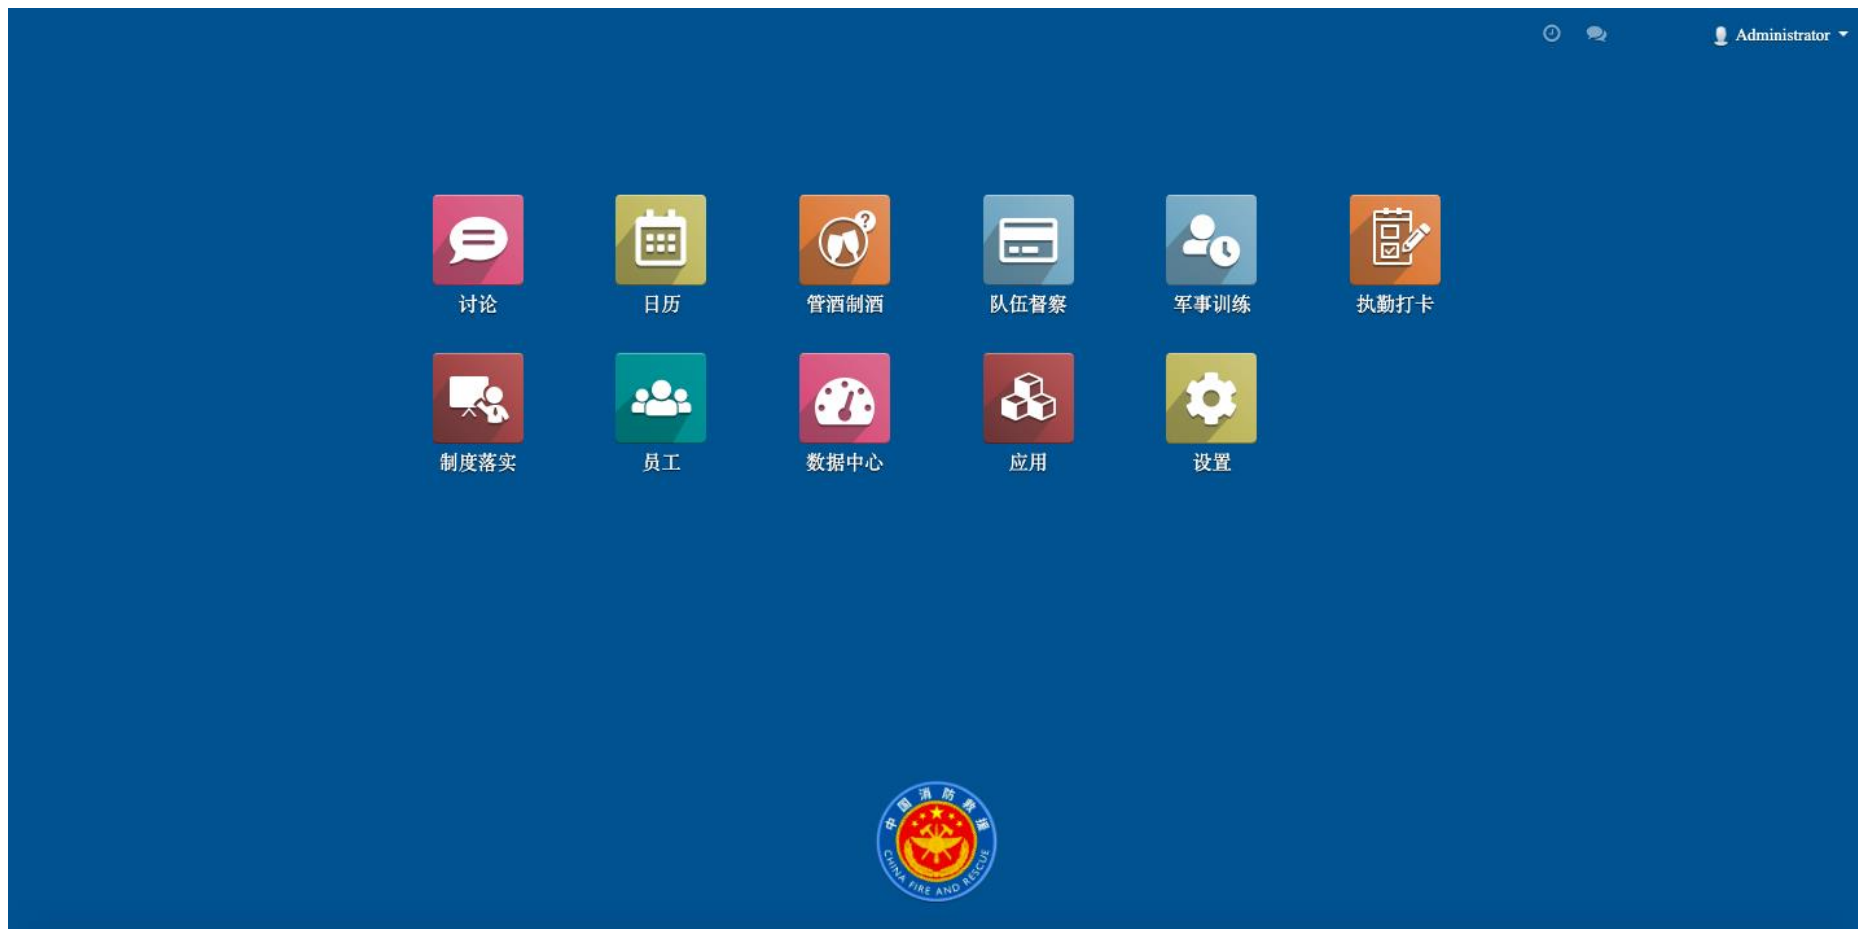 Administrator
讨论
日历
管酒制酒
队伍督察
军事训练
执勤打卡
制度落实
员工
数据中心
应用
设置
中国消防救援
CHINA FIRE AND RESCUE